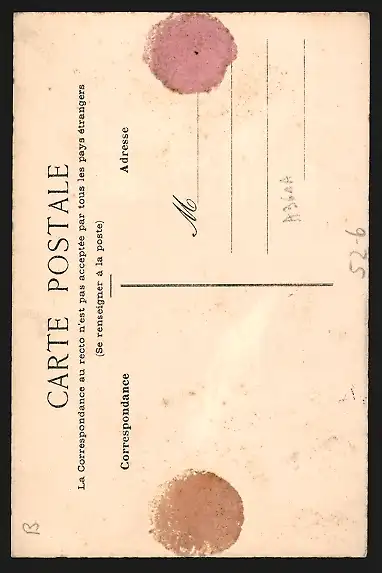 CARTE POSTALE
La Correspondance au recto n'est pas acceptée par tous les pays étrangers
(Se renseigner à la poste)
Correspondance
Adresse
M
52-6
B